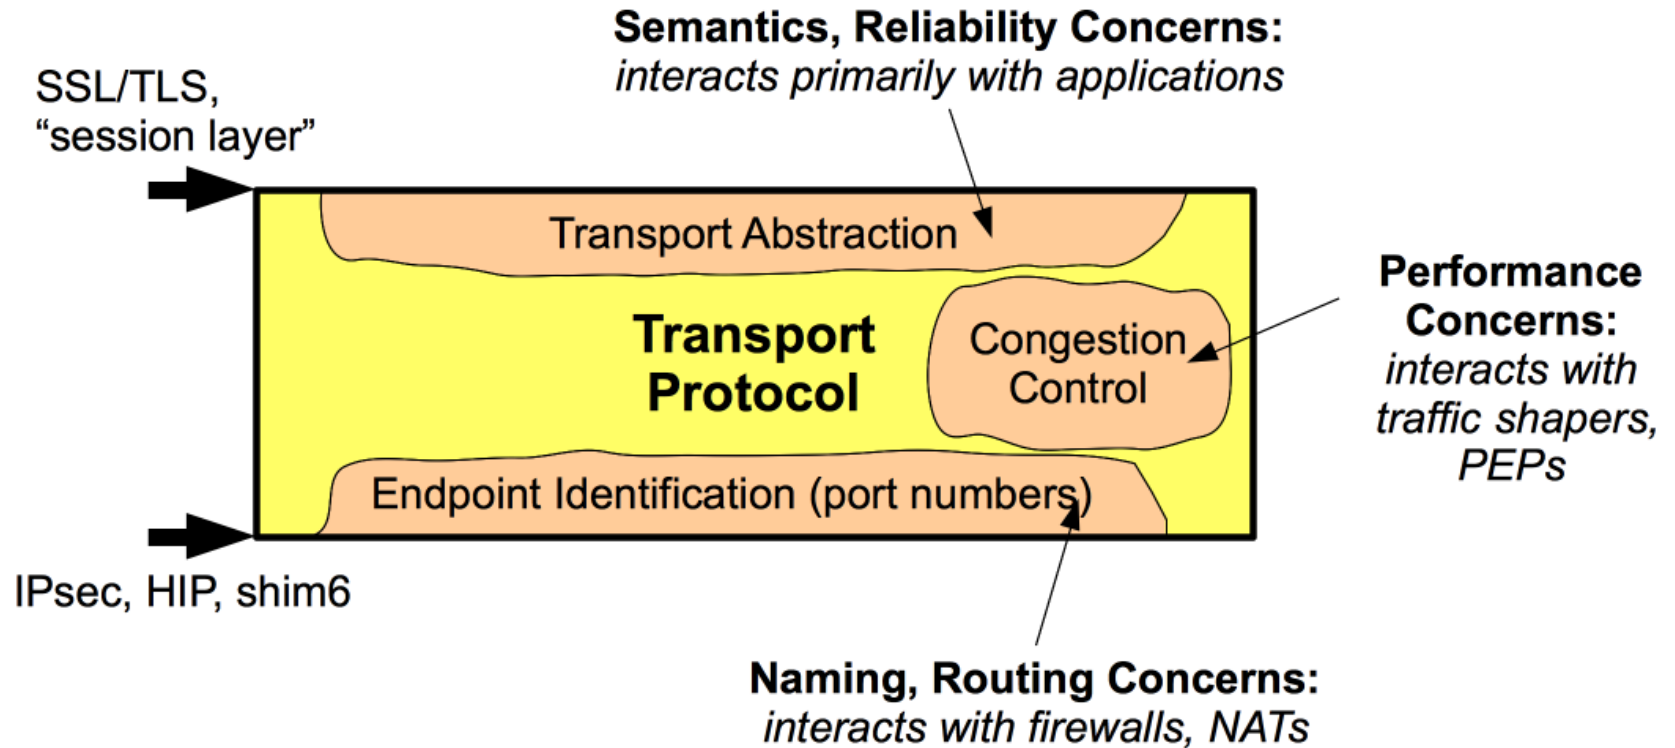 Semantics, Reliability Concerns:
interacts primarily with applications
SSL/TLS,
“session layer”
Transport Abstraction
Transport
Protocol
Congestion
Control
Performance
Concerns:
interacts with
traffic shapers,
PEPs
Endpoint Identification (port numbers)
IPsec, HIP, shim6
Naming, Routing Concerns:
interacts with firewalls, NATs